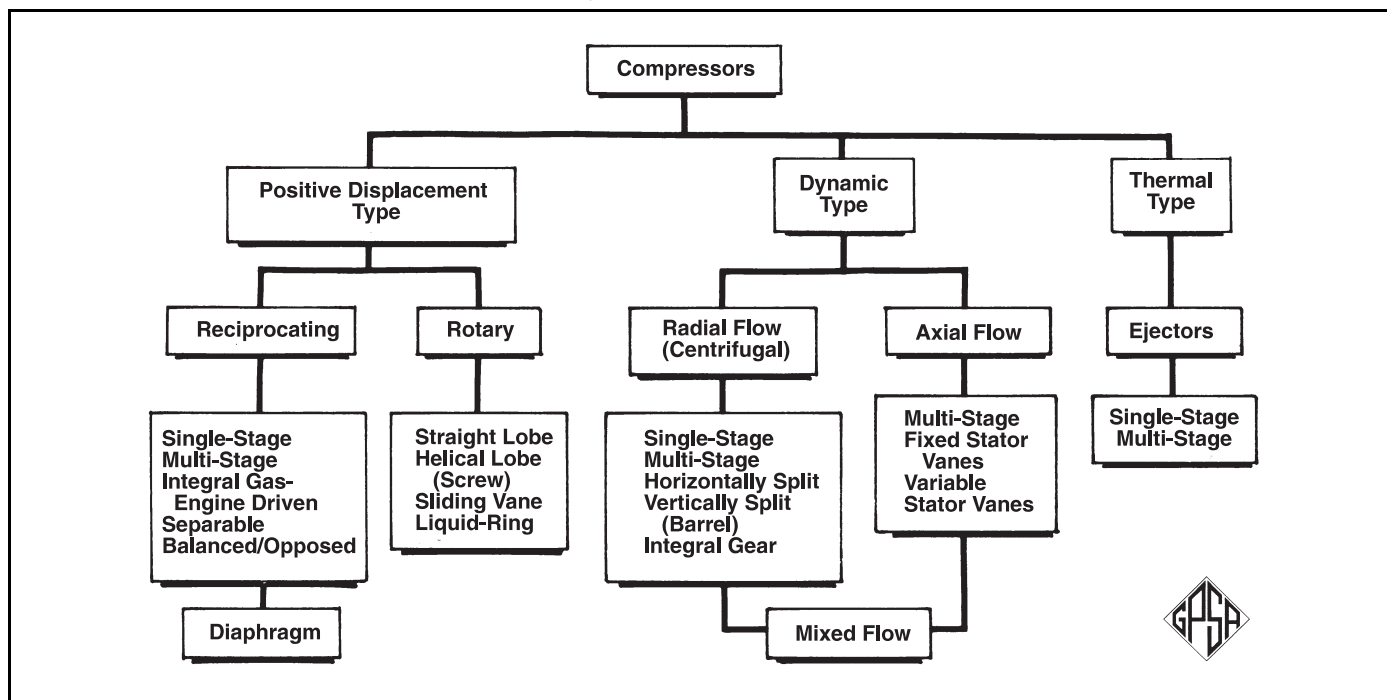 Compressors
Positive Displacement
Type
Dynamic
Type
Thermal
Type
Reciprocating
Rotary
Radial Flow
(Centrifugal)
Axial Flow
Ejectors
Single-Stage
Multi-Stage
Integral Gas-
Engine Driven
Separable
Balanced/Opposed
Straight Lobe
Helical Lobe
(Screw)
Sliding Vane
Liquid-Ring
Single-Stage
Multi-Stage
Horizontally Split
Vertically Split
(Barrel)
Integral Gear
Multi-Stage
Fixed Stator
Vanes
Variable
Stator Vanes
Single-Stage
Multi-Stage
Diaphragm
Mixed Flow
GPSA